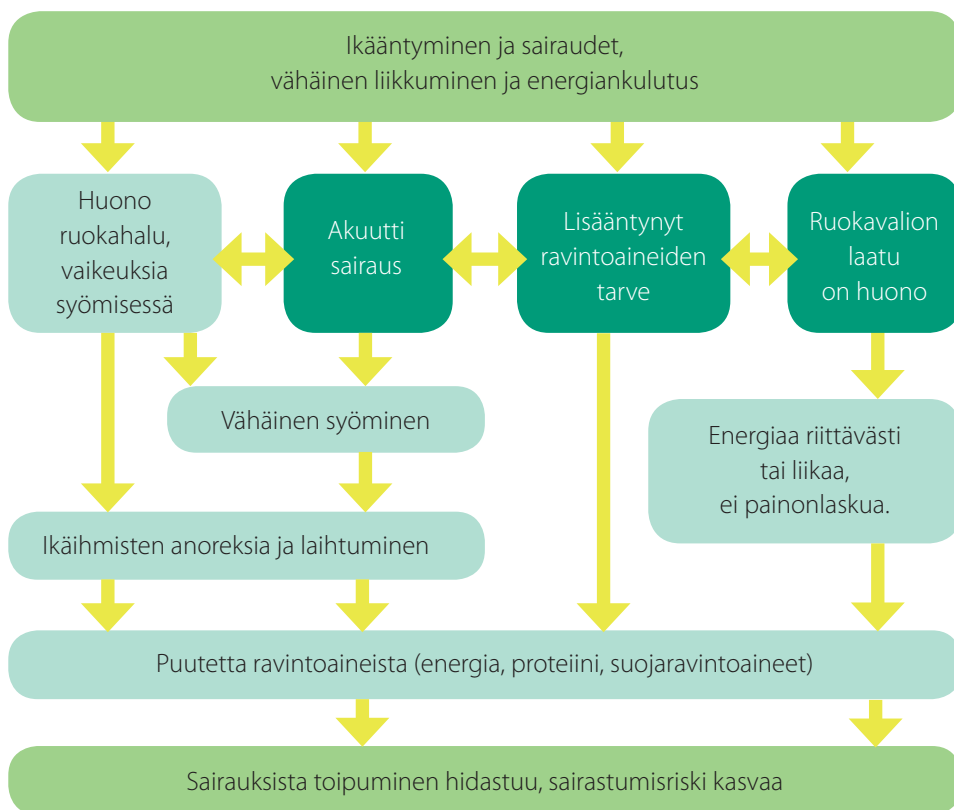 Ikääntyminen ja sairaudet,
vähäinen liikkuminen ja energiankulutus
Huono
ruokahalu,
vaikeuksia
syömisessä
Akuutti
sairaus
Lisääntynyt
ravintoaineiden
tarve
Ruokavalion
laatu
on huono
Vähäinen syöminen
Energiaa riittävästi
tai liikaa,
ei painonlaskua.
Ikäihmisten anoreksia ja laihtuminen
Puutetta ravintoaineista (energia, proteiini, suojaravintoaineet)
Sairauksista toipuminen hidastuu, sairastumisriski kasvaa